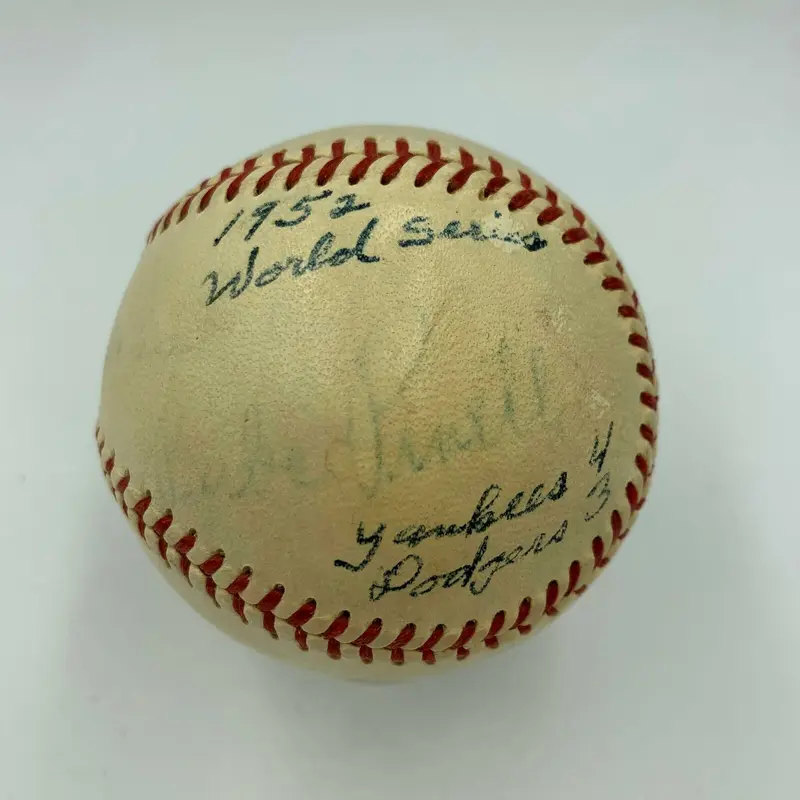 1952
World Series
Yankees 4
Dodgers 3